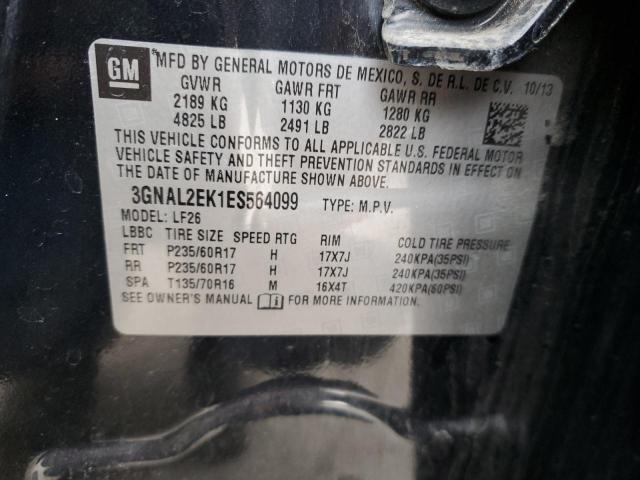 GM
MFD BY GENERAL MOTORS DE MEXICO, S. DE R.L. DE C.V. 10/13
GVWR GAWR FRT GAWR RR
2189 KG 1130 KG 1280 KG
4825 LB 2491 LB 2822 LB
THIS VEHICLE CONFORMS TO ALL APPLICABLE U.S. FEDERAL MOTOR
VEHICLE SAFETY AND THEFT PREVENTION STANDARDS IN EFFECT ON
THE DATE OF MANUFACTURE SHOWN ABOVE.
3GNAL2EK1ES564099 TYPE: M.P.V.
MODEL: LF26
LBBC TIRE SIZE SPEED RTG RIM COLD TIRE PRESSURE
FRT P235/60R17 H 17X7J 240KPA(35PSI)
RR P235/60R17 H 17X7J 240KPA(35PSI)
SPA T135/70R16 M 16X4T 420KPA(60PSI)
SEE OWNER'S MANUAL FOR MORE INFORMATION.